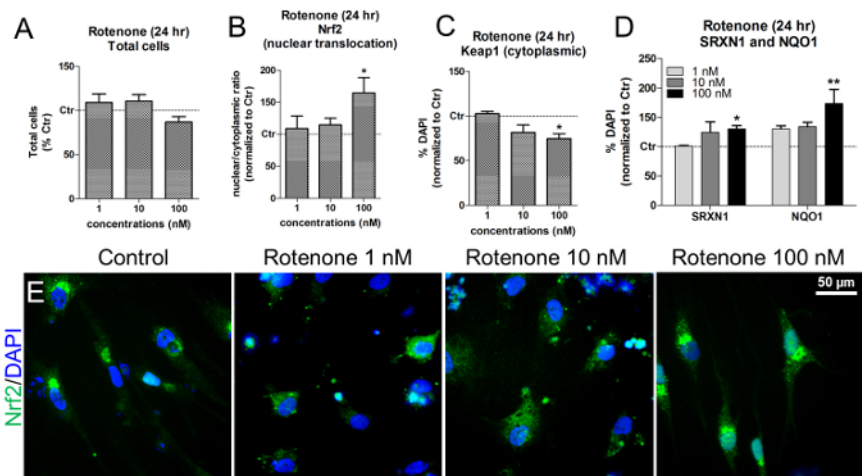 A
Rotenone (24 hr)
Total cells
Total cells
(% Ctr)
150
Ctr
50
1 10 100
concentrations (nM)
B
Rotenone (24 hr)
Nrf2
(nuclear translocation)
nuclear/cytoplasmic ratio
(normalized to Ctr)
*
200
150
Ctr
50
0
1 10 100
concentrations (nM)
C
Rotenone (24 hr)
Keap1 (cytoplasmic)
% DAPI
(normalized to Ctr)
*
150
Ctr
50
1 10 100
concentrations (nM)
D
Rotenone (24 hr)
SRXN1 and NQO1
% DAPI
(normalized to Ctr)
1 nM
10 nM
100 nM
*
**
250
200
150
Ctr
50
0
SRXN1 NQO1
Control Rotenone 1 nM Rotenone 10 nM Rotenone 100 nM
E
50 µm
Nrf2/DAPI